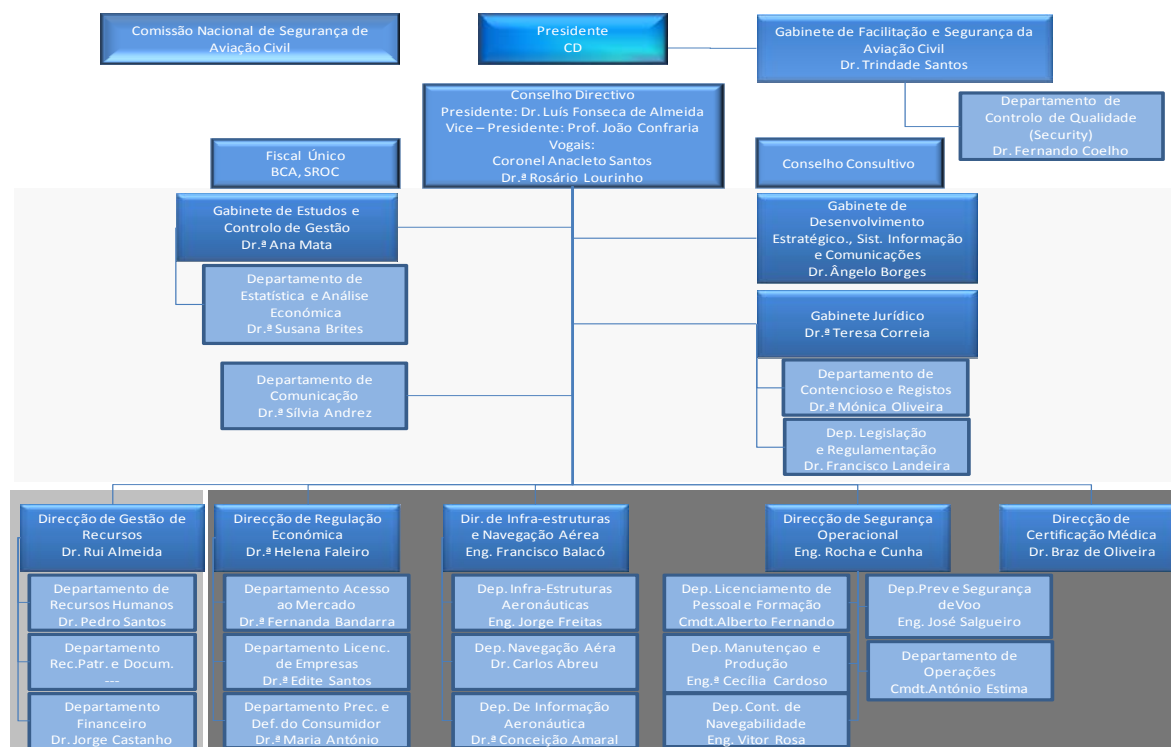 Comissão Nacional de Segurança de
Aviação Civil
Presidente
CD
Gabinete de Facilitação e Segurança da
Aviação Civil
Dr. Trindade Santos
Departamento de
Controlo de Qualidade
(Security)
Dr. Fernando Coelho
Conselho Directivo
Presidente: Dr. Luís Fonseca de Almeida
Vice – Presidente: Prof. João Confraria
Vogais:
Coronel Anacleto Santos
Dr.ª Rosário Lourinho
Fiscal Único
BCA, SROC
Conselho Consultivo
Gabinete de Estudos e
Controlo de Gestão
Dr.ª Ana Mata
Departamento de
Estatística e Análise
Económica
Dr.ª Susana Brites
Departamento de
Comunicação
Dr.ª Sílvia Andrez
Gabinete de
Desenvolvimento
Estratégico., Sist. Informação
e Comunicações
Dr. Ângelo Borges
Gabinete Jurídico
Dr.ª Teresa Correia
Departamento de
Contencioso e Registos
Dr.ª Mónica Oliveira
Dep. Legislação
e Regulamentação
Dr. Francisco Landeira
Direcção de Gestão de
Recursos
Dr. Rui Almeida
Departamento de
Recursos Humanos
Dr. Pedro Santos
Departamento
Rec.Patr. e Docum.
---
Departamento
Financeiro
Dr. Jorge Castanho
Direcção de Regulação
Económica
Dr.ª Helena Faleiro
Departamento Acesso
ao Mercado
Dr.ª Fernanda Bandarra
Departamento Licenc.
de Empresas
Dr.ª Edite Santos
Departamento Prec. e
Def. do Consumidor
Dr.ª Maria António
Dir. de Infra-estruturas
e Navegação Aérea
Eng. Francisco Balacó
Dep. Infra-Estruturas
Aeronáuticas
Eng. Jorge Freitas
Dep. Navegação Aéra
Dr. Carlos Abreu
Dep. De Informação
Aeronáutica
Dr.ª Conceição Amaral
Direcção de Segurança
Operacional
Eng. Rocha e Cunha
Dep. Licenciamento de
Pessoal e Formação
Cmdt.Alberto Fernando
Dep. Manutençao e
Produção
Eng.ª Cecília Cardoso
Dep. Cont. de
Navegabilidade
Eng. Vitor Rosa
Dep.Prev e Segurança
deVoo
Eng. José Salgueiro
Departamento de
Operações
Cmdt.António Estima
Direcção de
Certificação Médica
Dr. Braz de Oliveira